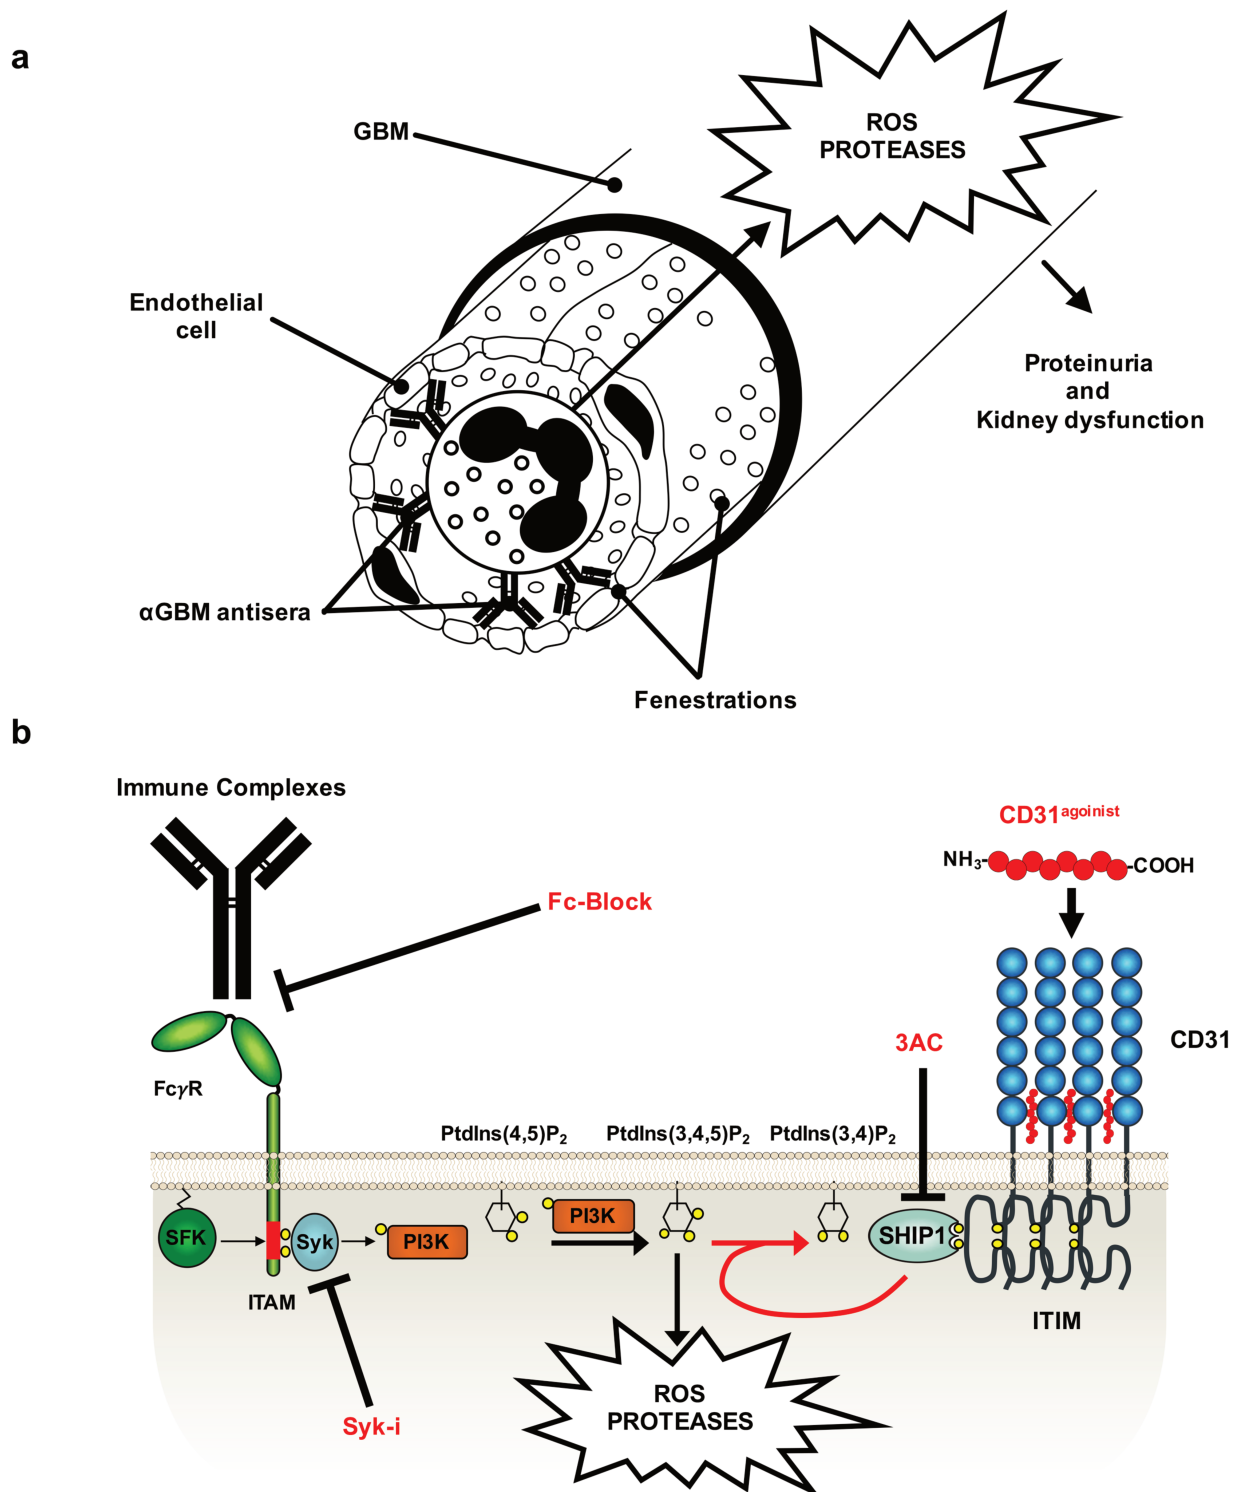 a
GBM
ROS
PROTEASES
Endothelial
cell
Proteinuria
and
Kidney dysfunction
αGBM antisera
Fenestrations
b
Immune Complexes
CD31agoinist
NH3-
-COOH
Fc-Block
3AC
CD31
FcγR
PtdIns(4,5)P2
PtdIns(3,4,5)P2
PtdIns(3,4)P2
SFK
Syk
PI3K
PI3K
SHIP1
ITAM
ITIM
ROS
PROTEASES
Syk-i